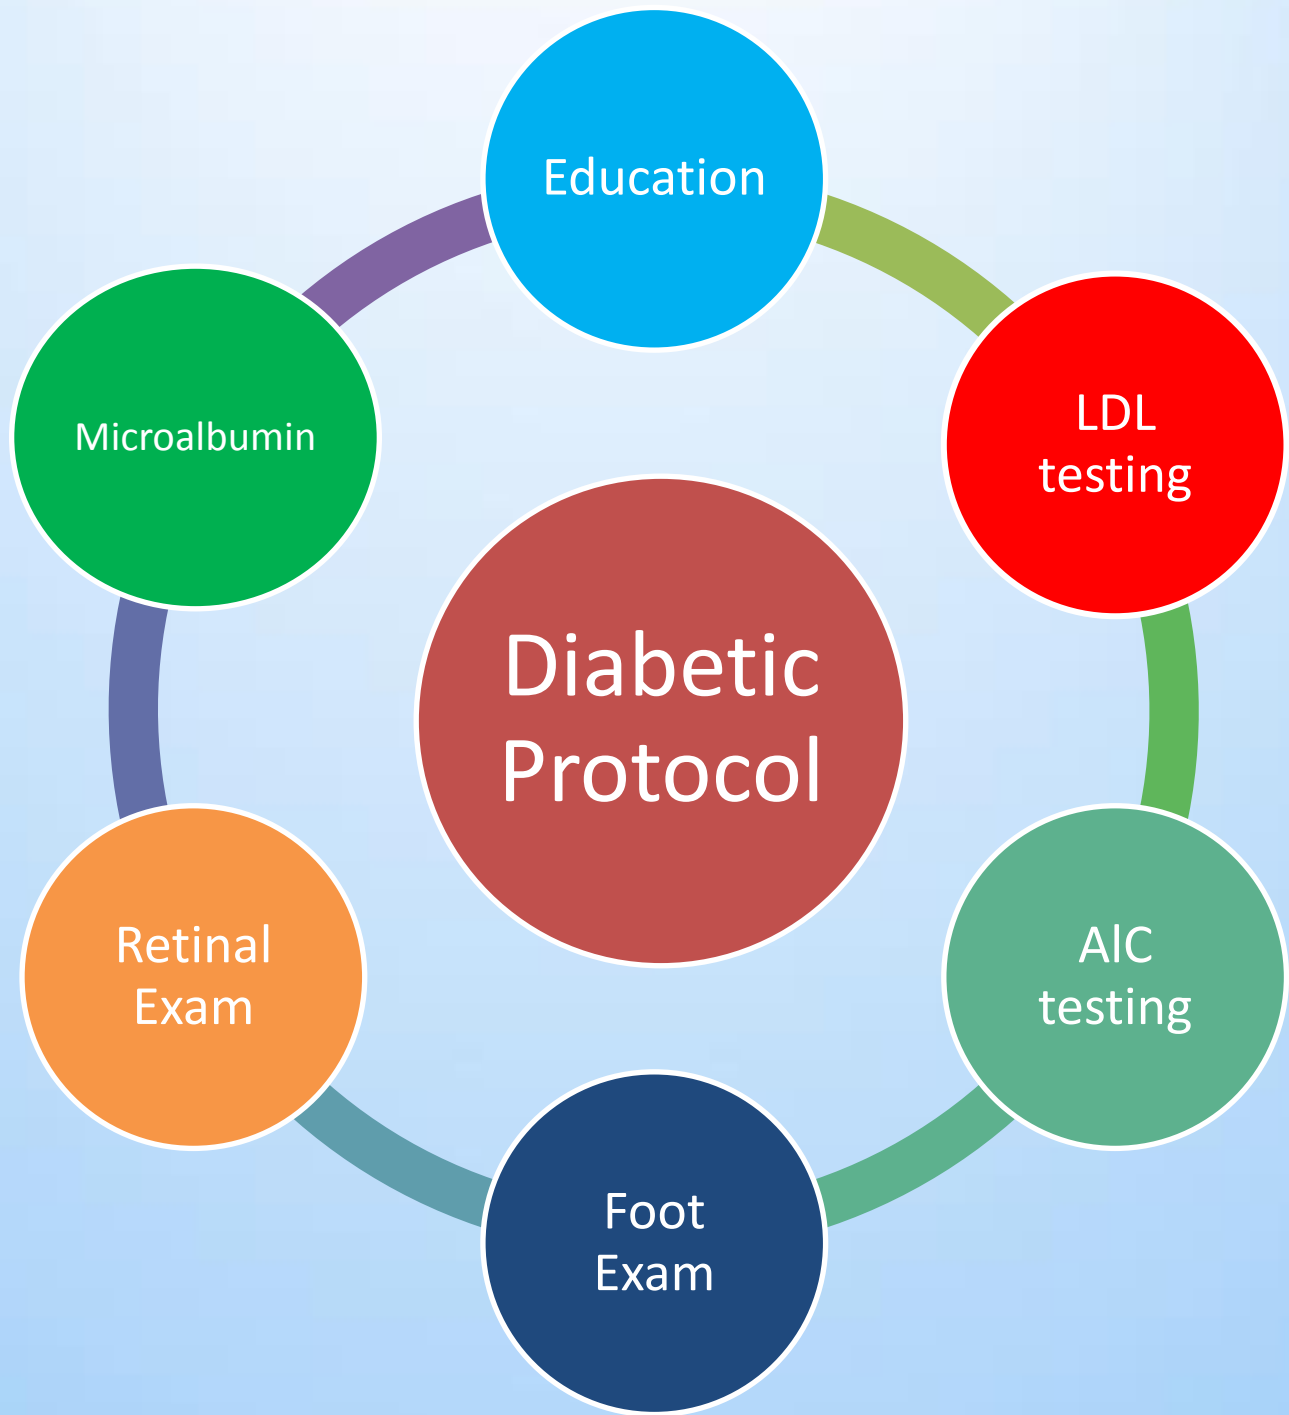 Education
LDL
testing
AlC
testing
Foot
Exam
Retinal
Exam
Microalbumin
Diabetic
Protocol